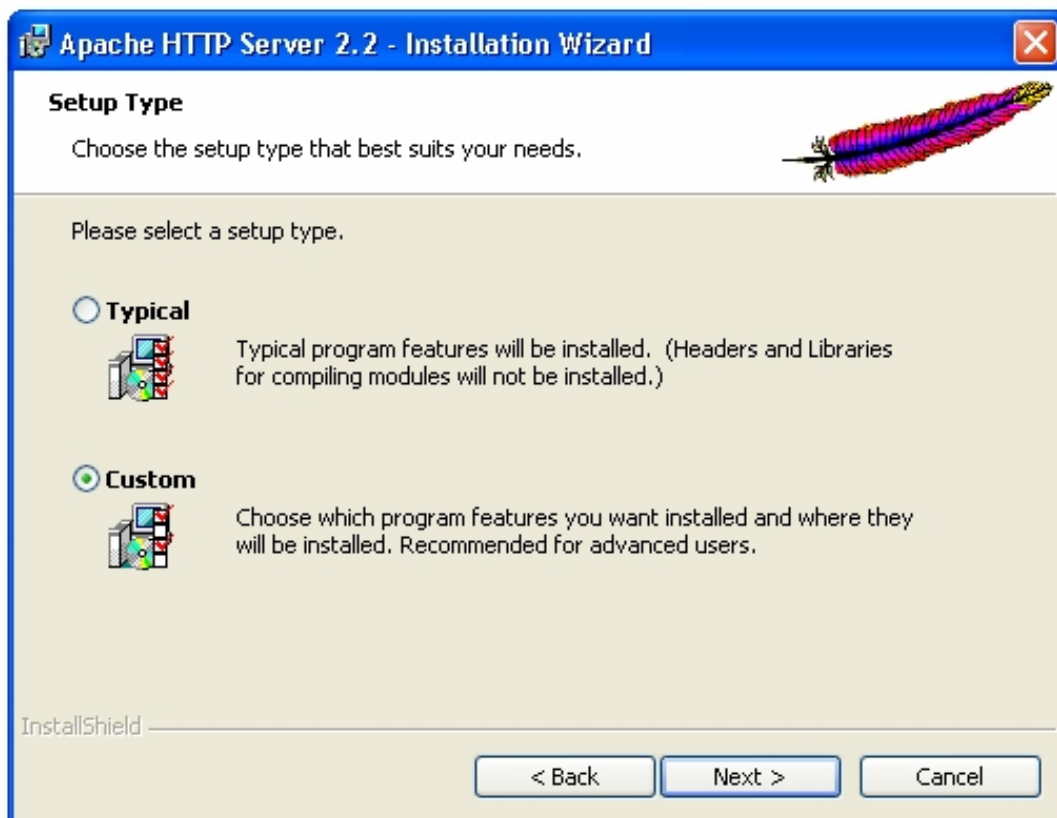 Apache HTTP Server 2.2 - Installation Wizard
Setup Type
Choose the setup type that best suits your needs.
Please select a setup type.
Typical
Typical program features will be installed.  (Headers and Libraries
for compiling modules will not be installed.)
Custom
Choose which program features you want installed and where they
will be installed. Recommended for advanced users.
InstallShield
< Back
Next >
Cancel